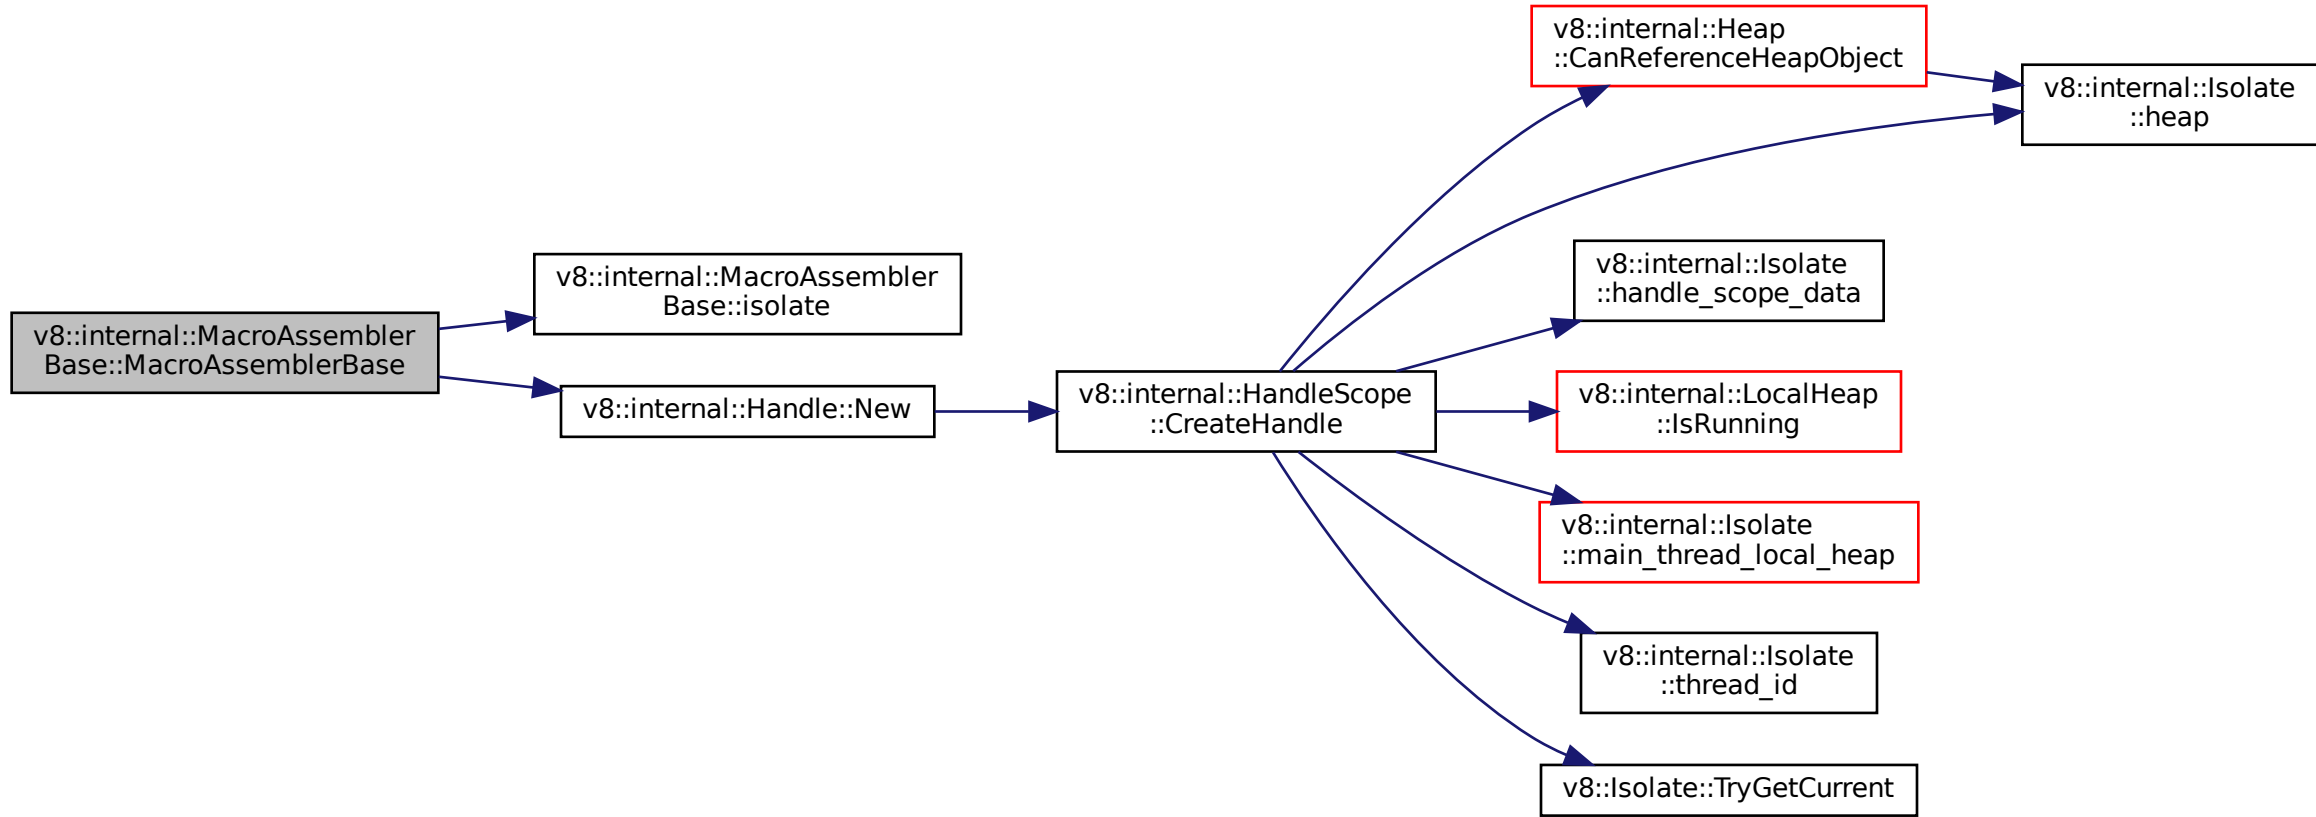 v8::internal::MacroAssembler
Base::MacroAssemblerBase
v8::internal::MacroAssembler
Base::isolate
v8::internal::Handle::New
v8::internal::HandleScope
::CreateHandle
v8::internal::Heap
::CanReferenceHeapObject
v8::internal::Isolate
::heap
v8::internal::Isolate
::handle_scope_data
v8::internal::LocalHeap
::IsRunning
v8::internal::Isolate
::main_thread_local_heap
v8::internal::Isolate
::thread_id
v8::Isolate::TryGetCurrent